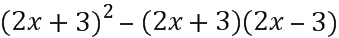 (2x + 3)² – (2x + 3)(2x – 3)